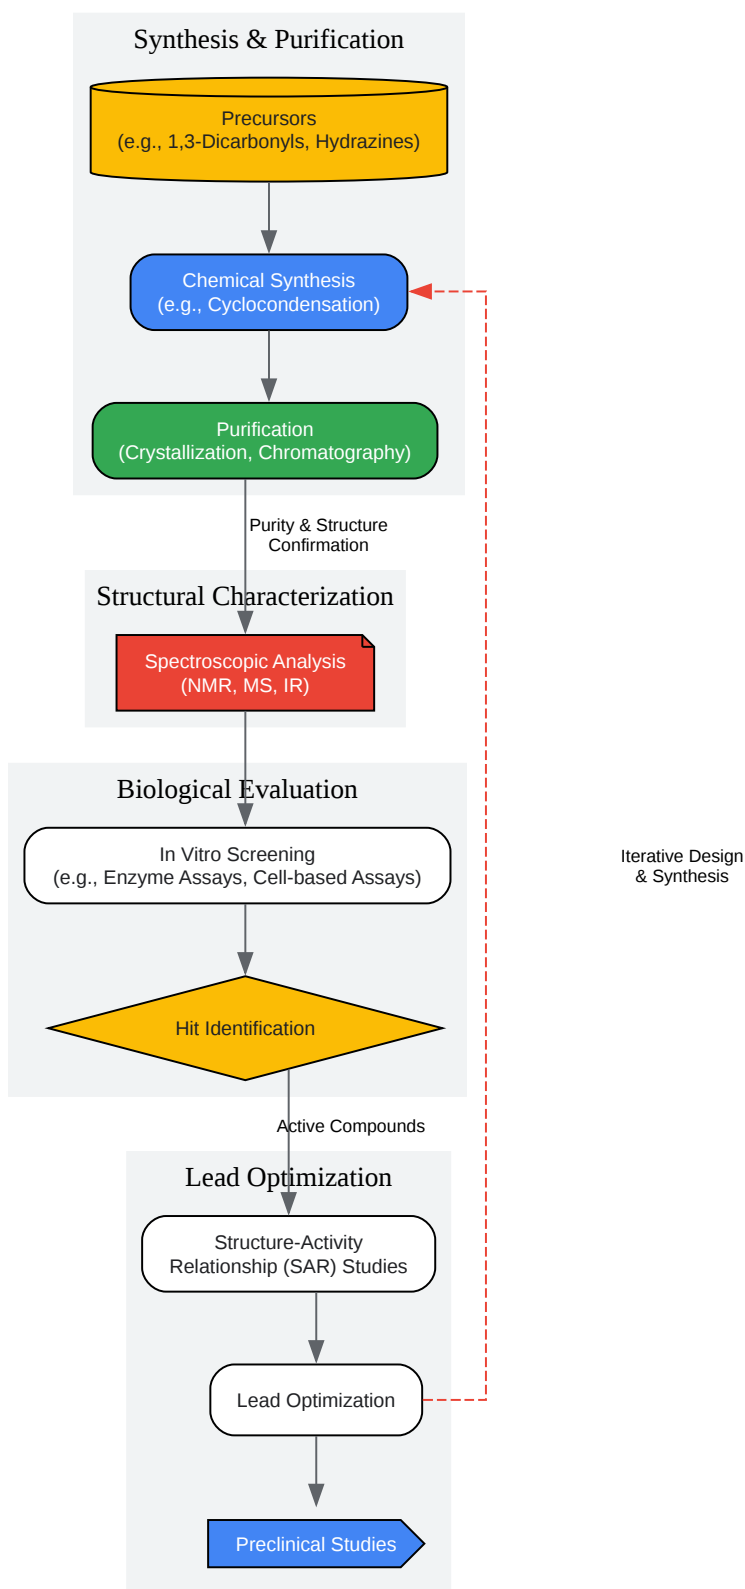 Synthesis & Purification
Precursors
(e.g., 1,3-Dicarbonyls, Hydrazines)
Chemical Synthesis
(e.g., Cyclocondensation)
Purification
(Crystallization, Chromatography)
Purity & Structure
Confirmation
Structural Characterization
Spectroscopic Analysis
(NMR, MS, IR)
Biological Evaluation
In Vitro Screening
(e.g., Enzyme Assays, Cell-based Assays)
Iterative Design
& Synthesis
Hit Identification
Active Compounds
Lead Optimization
Structure-Activity
Relationship (SAR) Studies
Lead Optimization
Preclinical Studies